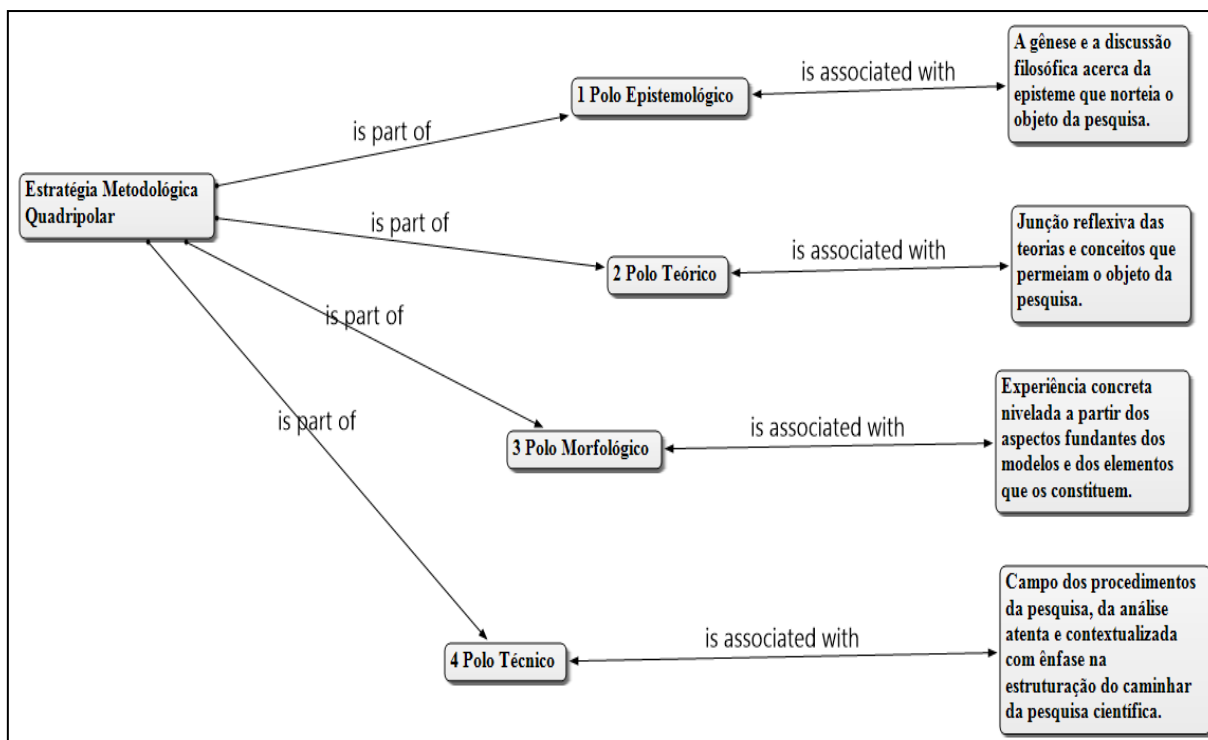 A gênese e a discussão
filosófica acerca da
episteme que norteia o
objeto da pesquisa.
is associated with
1 Polo Epistemológico
is part of
Estratégia Metodológica
Quadripolar
is part of
2 Polo Teórico
is associated with
Junção reflexiva das
teorias e conceitos que
permeiam o objeto da
pesquisa.
is part of
3 Polo Morfológico
is associated with
Experiência concreta
nivelada a partir dos
aspectos fundantes dos
modelos e dos elementos
que os constituem.
is part of
4 Polo Técnico
is associated with
Campo dos procedimentos
da pesquisa, da análise
atenta e contextualizada
com ênfase na
estruturação do caminhar
da pesquisa científica.